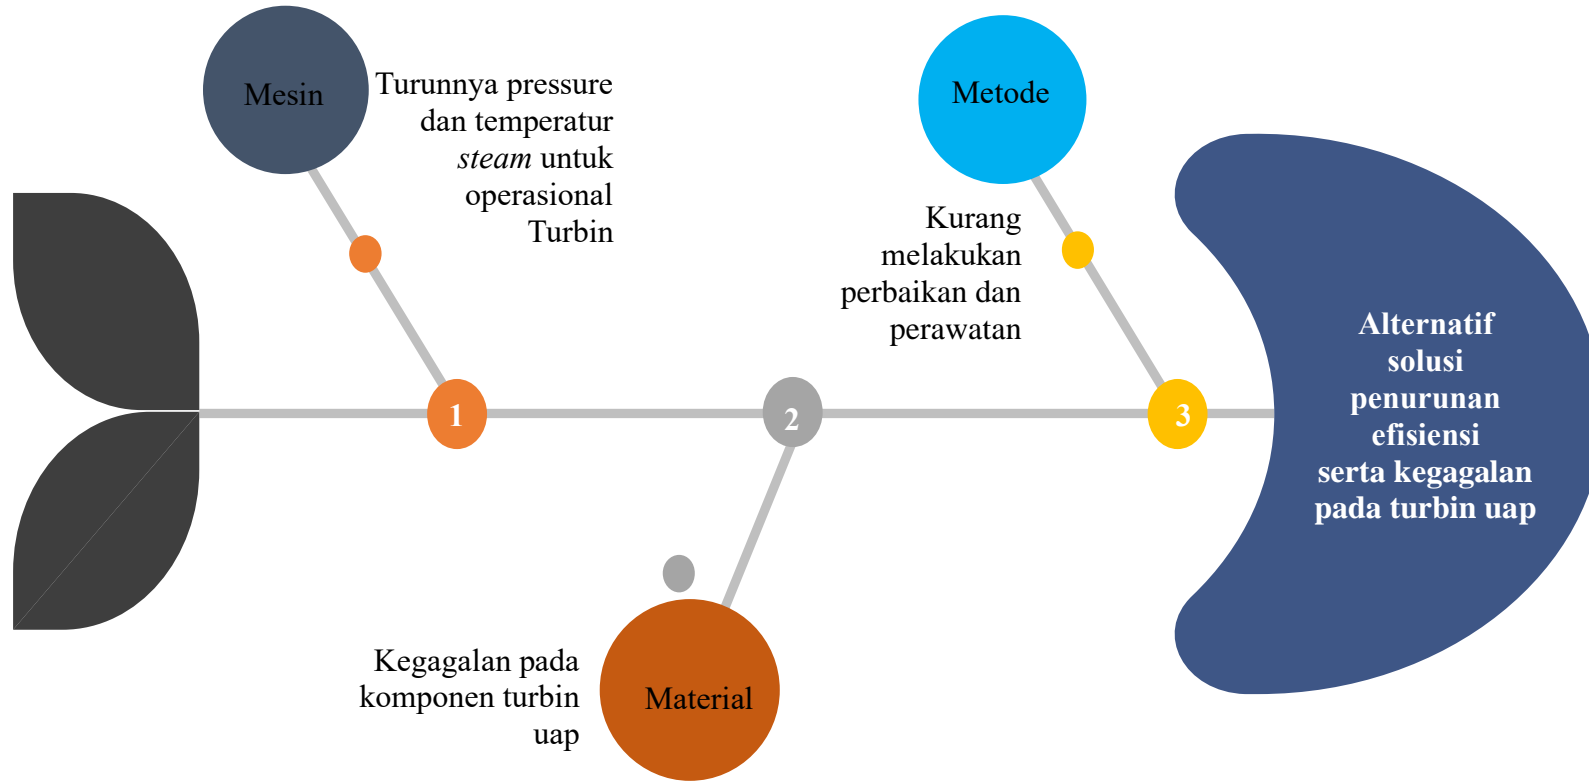 Mesin
Turunnya pressure
dan temperatur
steam untuk
operasional
Turbin
Metode
Kurang
melakukan
perbaikan dan
perawatan
1
2
3
Alternatif
solusi
penurunan
efisiensi
serta kegagalan
pada turbin uap
Kegagalan pada
komponen turbin
uap
Material